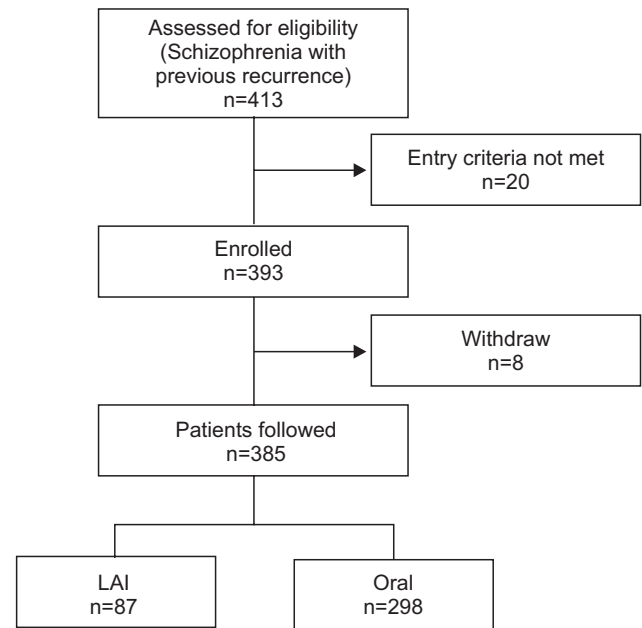 Assessed for eligibility
(Schizophrenia with
previous recurrence)
n=413
Entry criteria not met
n=20
Enrolled
n=393
Withdraw
n=8
Patients followed
n=385
LAI
n=87
Oral
n=298